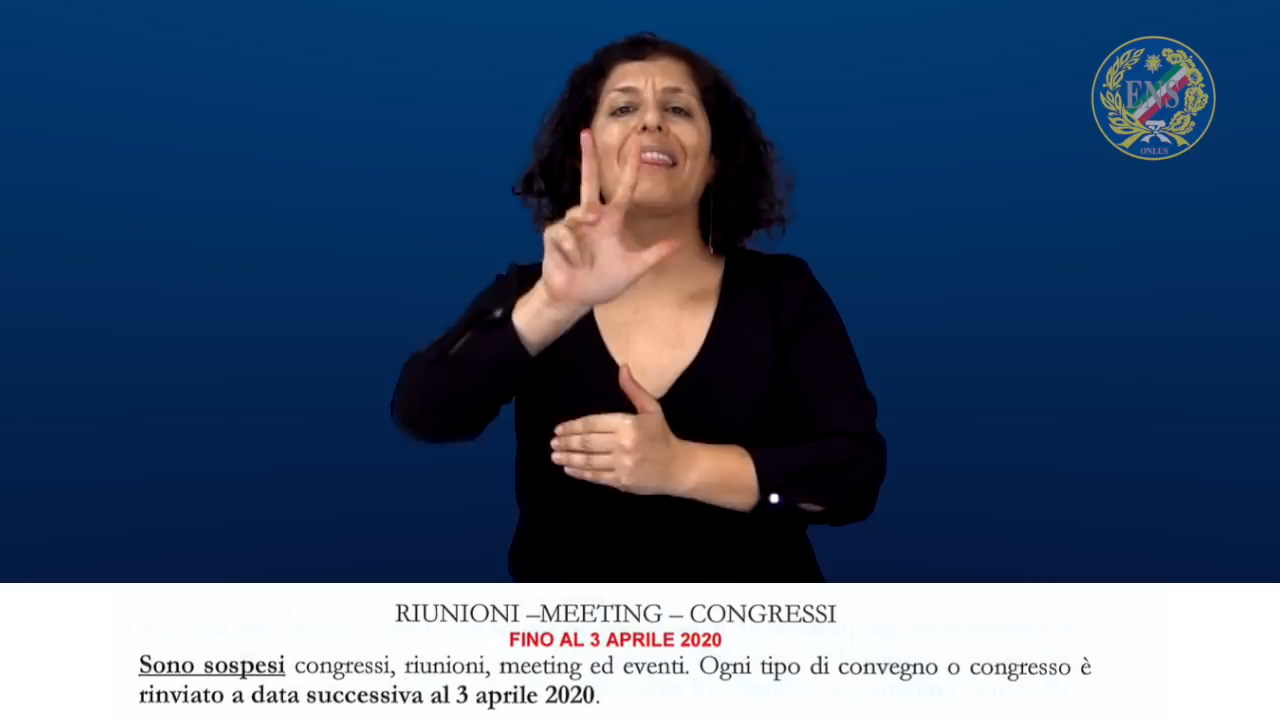 ENS
ONLUS
RIUNIONI –MEETING – CONGRESSI
FINO AL 3 APRILE 2020
Sono sospesi congressi, riunioni, meeting ed eventi. Ogni tipo di convegno o congresso è
rinviato a data successiva al 3 aprile 2020.